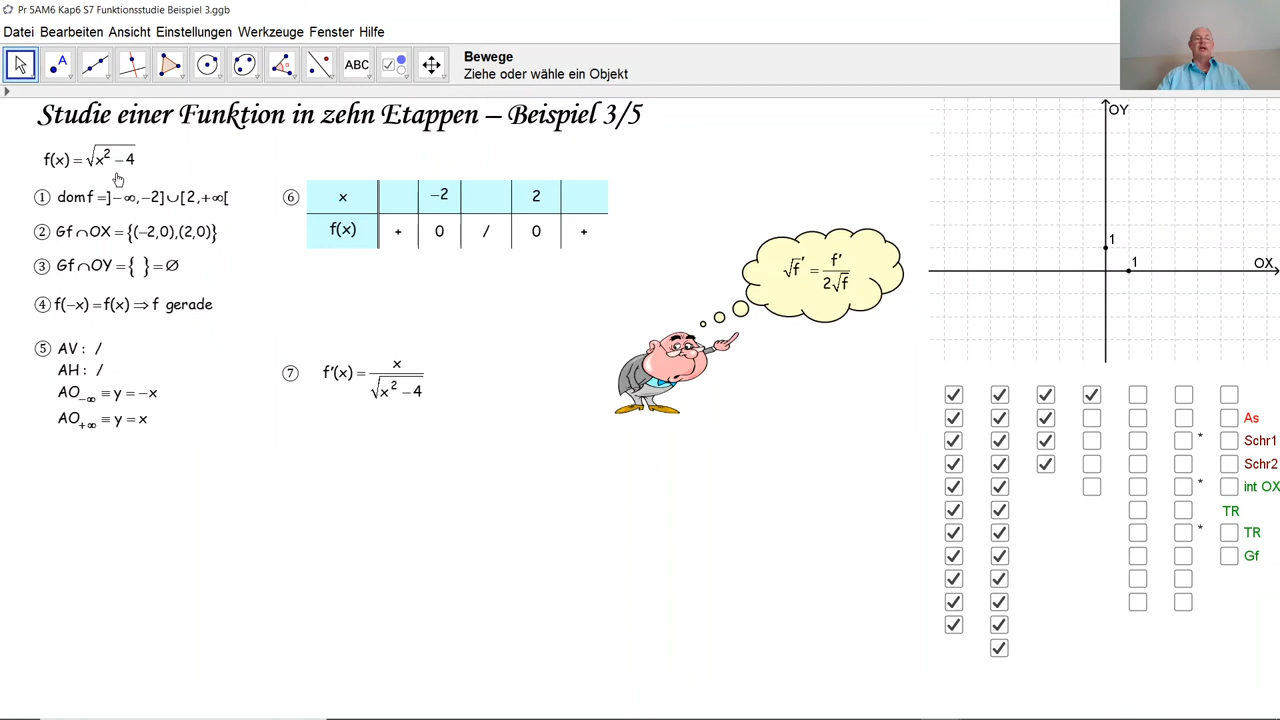 Pr 5AM6 Kap6 S7 Funktionsstudie Beispiel 3.ggb
Datei Bearbeiten Ansicht Einstellungen Werkzeuge Fenster Hilfe
A
α
ABC
Bewege
Ziehe oder wähle ein Objekt
Studie einer Funktion in zehn Etappen – Beispiel 3/5
f(x) = √(x² − 4)
① domf = ]−∞, −2] ∪ [2, +∞[
② Gf ∩ OX = {(−2,0),(2,0)}
③ Gf ∩ OY = { } = ∅
④ f(−x) = f(x) ⇒ f gerade
⑤ AV : /
AH : /
AO−∞ ≡ y = −x
AO+∞ ≡ y = x
⑥ x −2 2
f(x) + 0 / 0 +
⑦ f'(x) = x / √(x² − 4)
√f' = f' / 2√f
OY
1
1
OX
As
* Schr1
Schr2
* int OX
TR
* TR
Gf